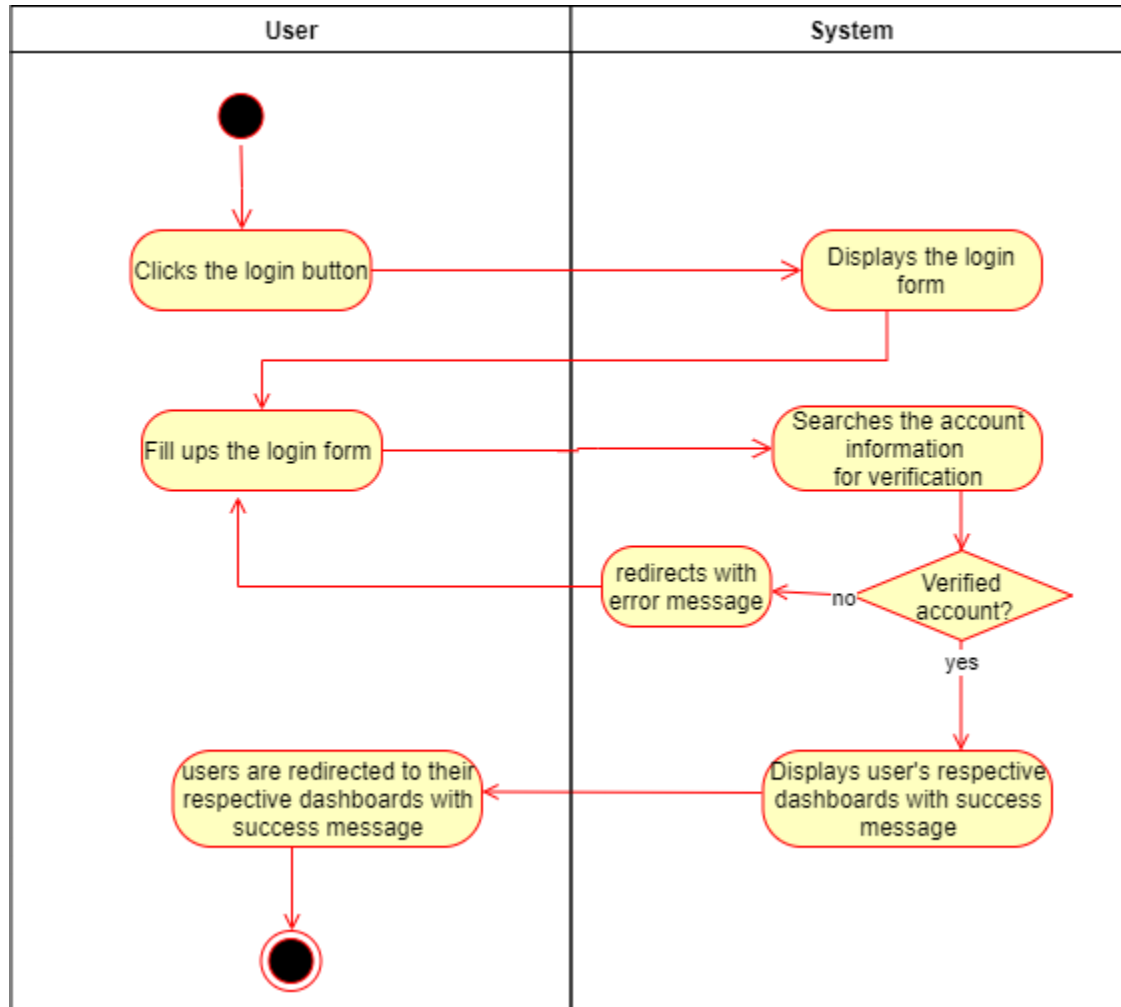 User
System
Clicks the login button
Displays the login
form
Fill ups the login form
Searches the account
information
for verification
redirects with
error message
no
Verified
account?
yes
users are redirected to their
respective dashboards with
success message
Displays user's respective
dashboards with success
message